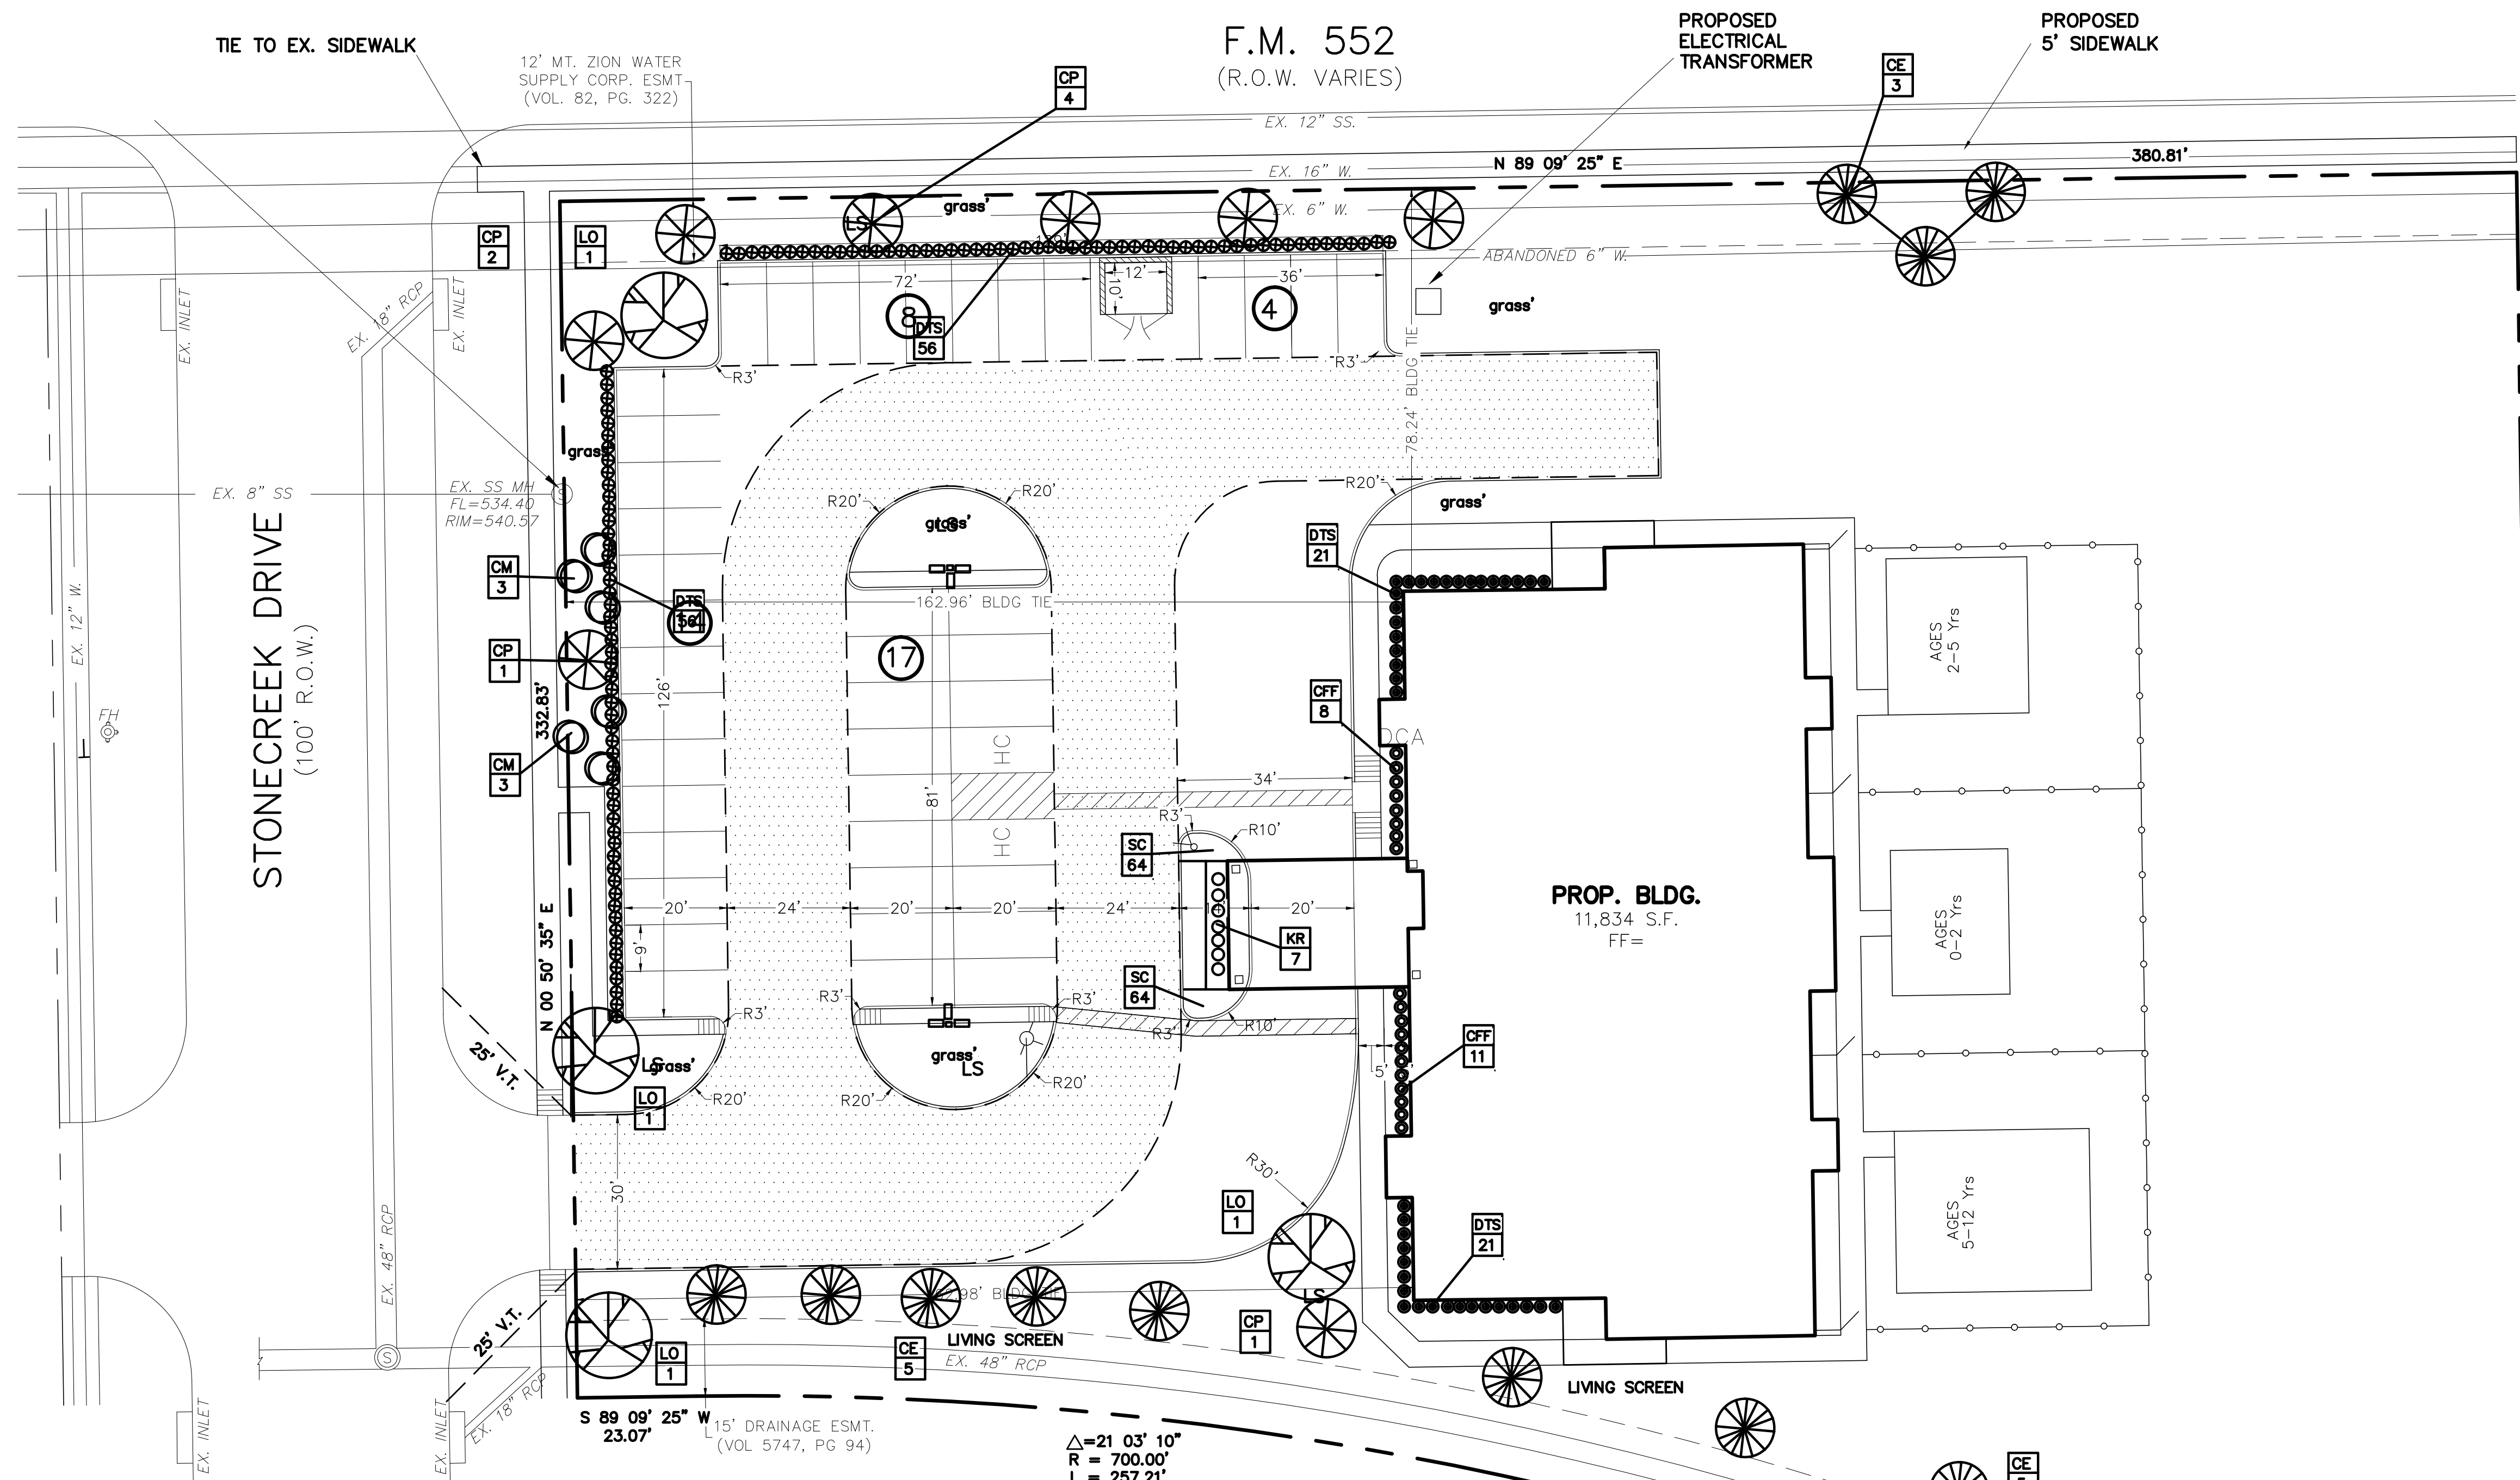 F.M. 552
(R.O.W. VARIES)
TIE TO EX. SIDEWALK
12' MT. ZION WATER
SUPPLY CORP. ESMT
(VOL. 82, PG. 322)
CP
4
PROPOSED
ELECTRICAL
TRANSFORMER
CE
3
PROPOSED
5' SIDEWALK
EX. 12" SS.
EX. 16" W.
N 89 09' 25" E
380.81'
grass'
LS
EX. 6" W.
CP
2
LO
1
ABANDONED 6" W.
72'
12'
10'
36'
8
4
DTS
56
grass'
EX. INLET
EX. 18" RCP
EX. INLET
R3'
R3'
78.24' BLDG TIE
grass'
EX. 8" SS
EX. SS MH
FL=534.40
RIM=540.57
S
R20'
R20'
grass'
LS
R20'
grass'
STONECREEK DRIVE
(100' R.O.W.)
EX. 12" W.
FH
CM
3
DTS
56
14
162.96' BLDG TIE
DTS
21
AGES
2-5 Yrs
CP
1
17
126'
332.83'
CFF
8
CM
3
HC
81'
34'
HC
R3'
R10'
SC
64
PROP. BLDG.
11,834 S.F.
FF=
AGES
0-2 Yrs
20'
24'
20'
20'
24'
14'
20'
9'
KR
7
SC
64
N 00 50' 35" E
R3'
R3'
R3'
R3'
R10'
25' V.T.
LS
grass'
grass'
LS
CFF
11
5'
LO
1
R20'
R20'
R20'
30'
R30'
LO
1
DTS
21
AGES
5-12 Yrs
EX. 48" RCP
LS
25' V.T.
LIVING SCREEN
CP
1
CE
5
LO
1
EX. 48" RCP
S
LIVING SCREEN
EX. INLET
EX. INLET
EX. 18" RCP
S 89 09' 25" W
23.07'
15' DRAINAGE ESMT.
(VOL 5747, PG 94)
△=21 03' 10"
R = 700.00'
L = 257.21'
CE